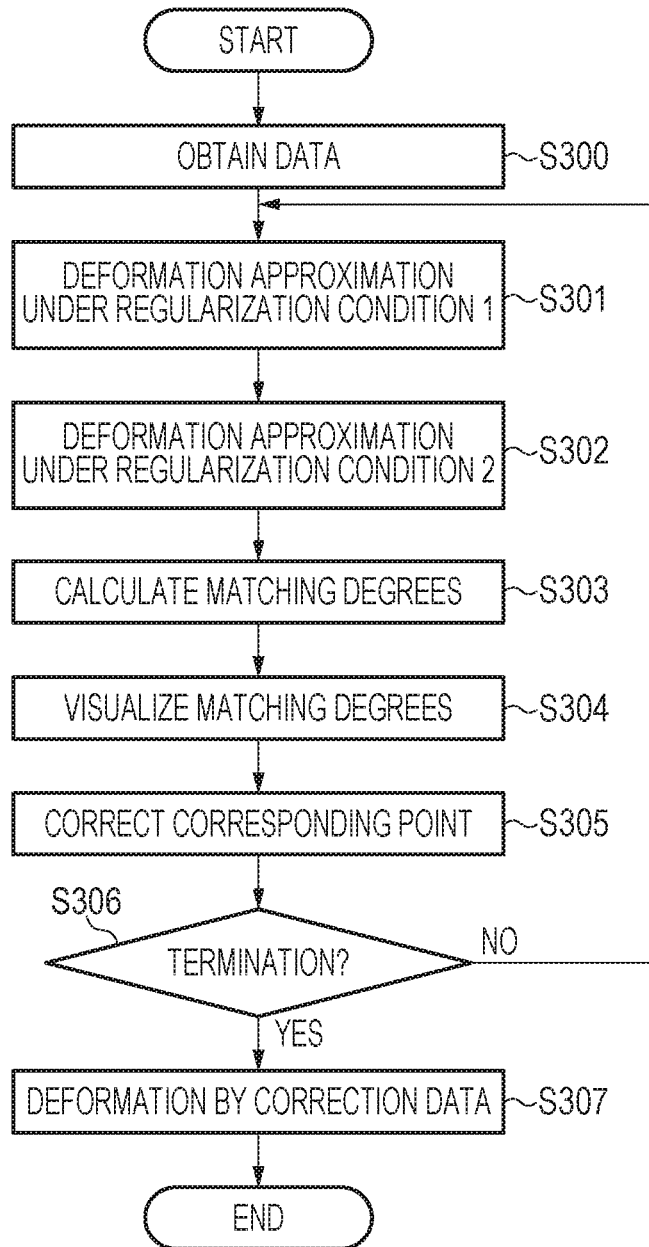 START
OBTAIN DATA
S300
DEFORMATION APPROXIMATION
UNDER REGULARIZATION CONDITION 1
S301
DEFORMATION APPROXIMATION
UNDER REGULARIZATION CONDITION 2
S302
CALCULATE MATCHING DEGREES
S303
VISUALIZE MATCHING DEGREES
S304
CORRECT CORRESPONDING POINT
S305
S306
TERMINATION?
NO
YES
DEFORMATION BY CORRECTION DATA
S307
END